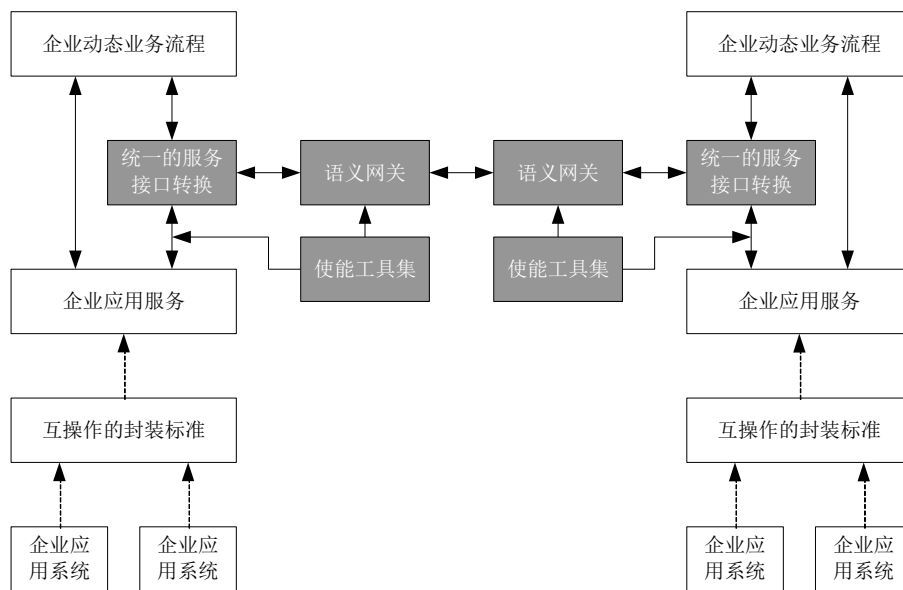 企业动态业务流程
企业动态业务流程
统一的服务
接口转换
语义网关
语义网关
统一的服务
接口转换
使能工具集
使能工具集
企业应用服务
企业应用服务
互操作的封装标准
互操作的封装标准
企业应
用系统
企业应
用系统
企业应
用系统
企业应
用系统